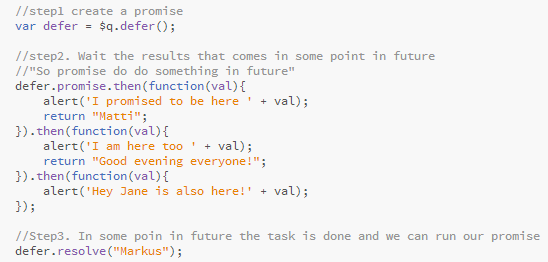 //step1 create a promise
var defer = $q.defer();

//step2. Wait the results that comes in some point in future
//"So promise do do something in future"
defer.promise.then(function(val){
    alert('I promised to be here ' + val);
    return "Matti";
}).then(function(val){
    alert('I am here too ' + val);
    return "Good evening everyone!";
}).then(function(val){
    alert('Hey Jane is also here!' + val);
});

//Step3. In some poin in future the task is done and we can run our promise
defer.resolve("Markus");